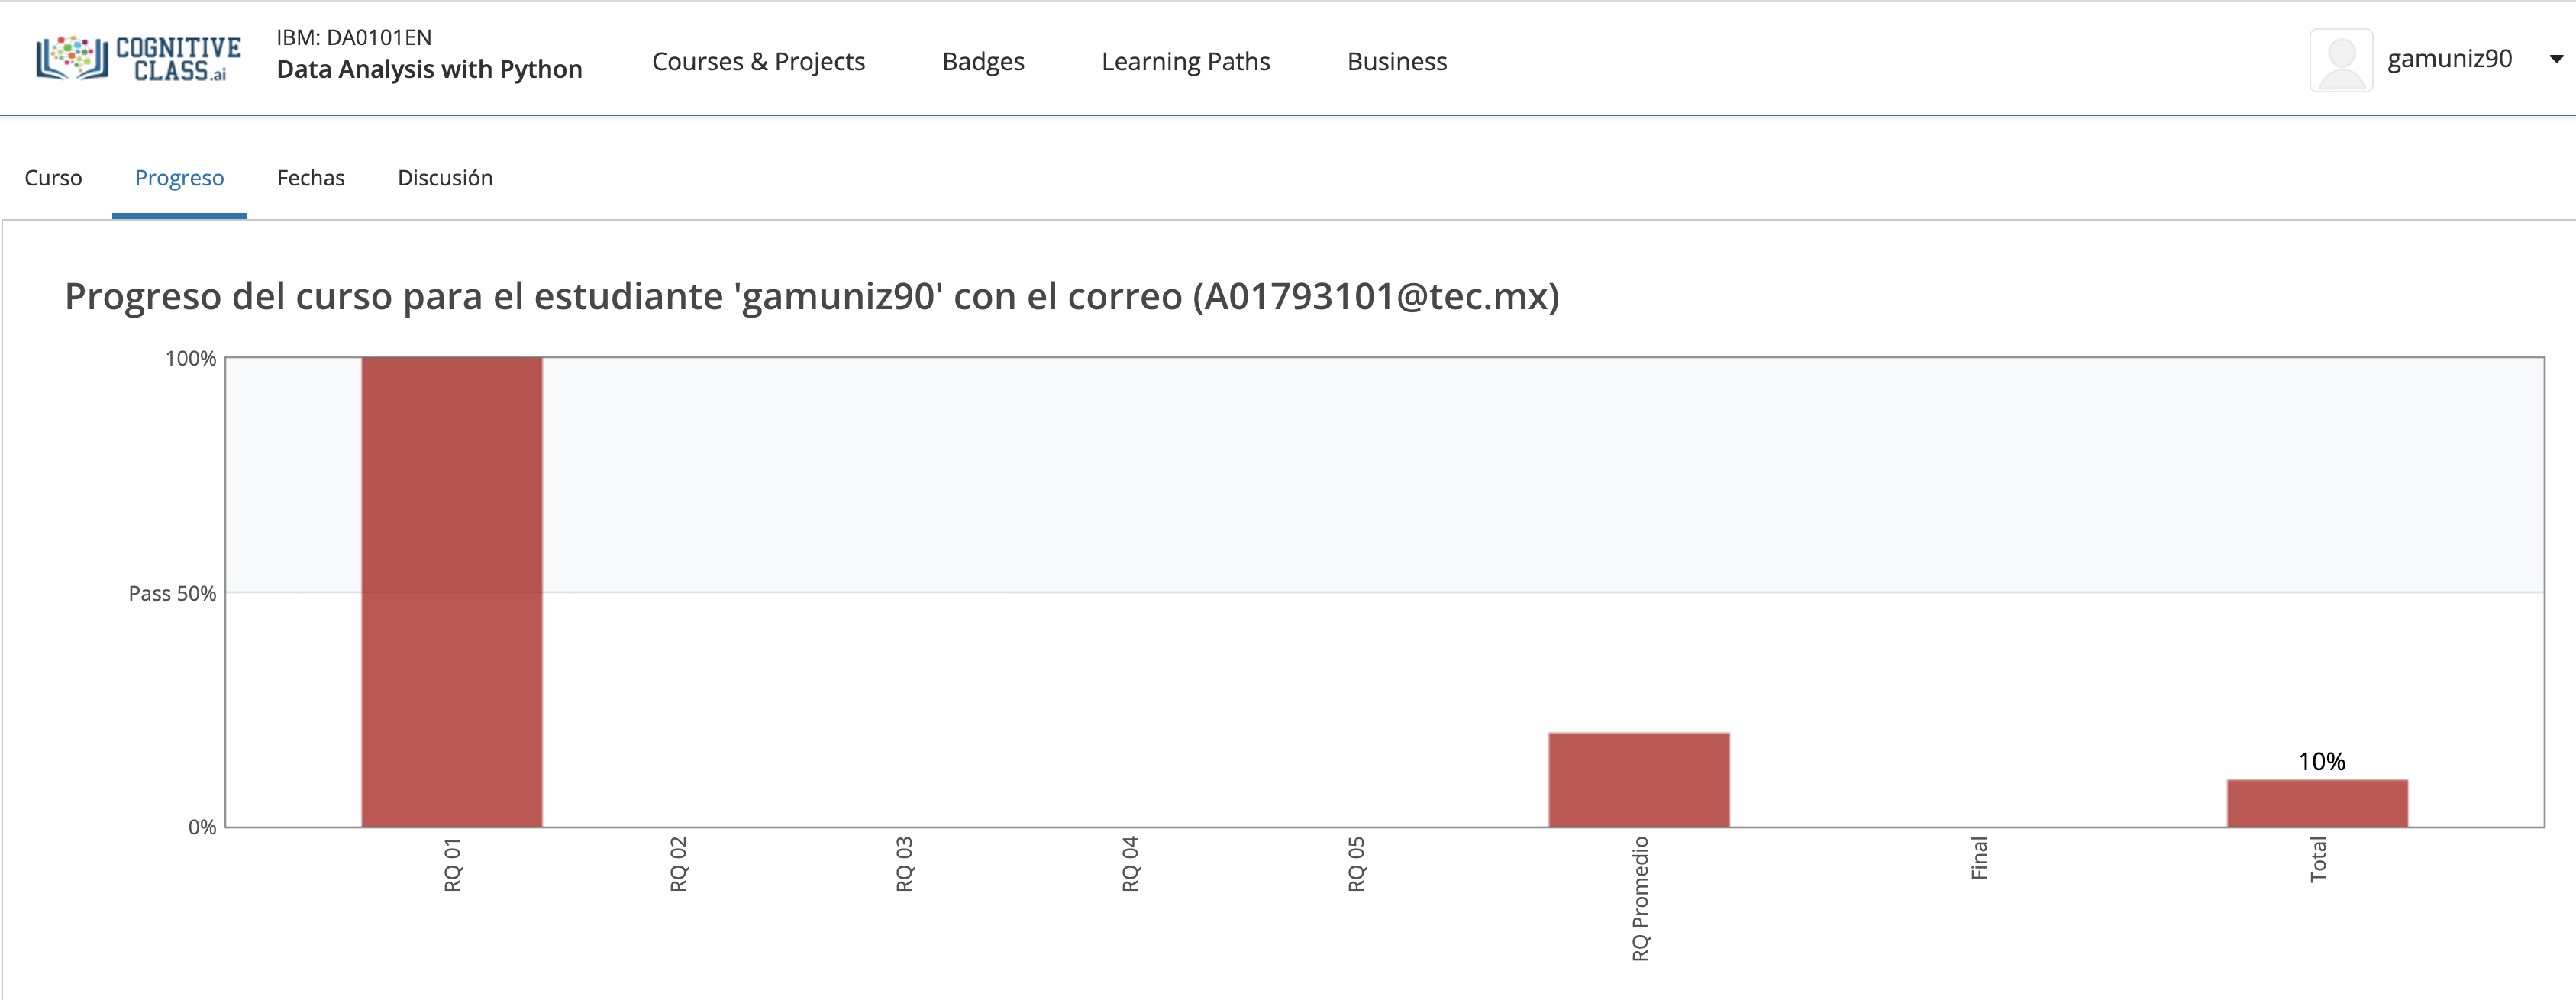 COGNITIVE
CLASS.ai
IBM: DA0101EN
Data Analysis with Python
Courses & Projects
Badges
Learning Paths
Business
gamuniz90
Curso
Progreso
Fechas
Discusión
Progreso del curso para el estudiante 'gamuniz90' con el correo (A01793101@tec.mx)
100%
Pass 50%
0%
10%
RQ 01
RQ 02
RQ 03
RQ 04
RQ 05
RQ Promedio
Final
Total